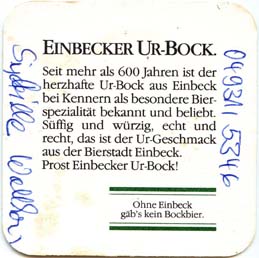 EINBECKER UR-BOCK.
Seit mehr als 600 Jahren ist der
herzhafte Ur-Bock aus Einbeck
bei Kennern als besondere Bier-
spezialität bekannt und beliebt.
Süffig und würzig, echt und
recht, das ist der Ur-Geschmack
aus der Bierstadt Einbeck.
Prost Einbecker Ur-Bock!
Ohne Einbeck
gäb's kein Bockbier.